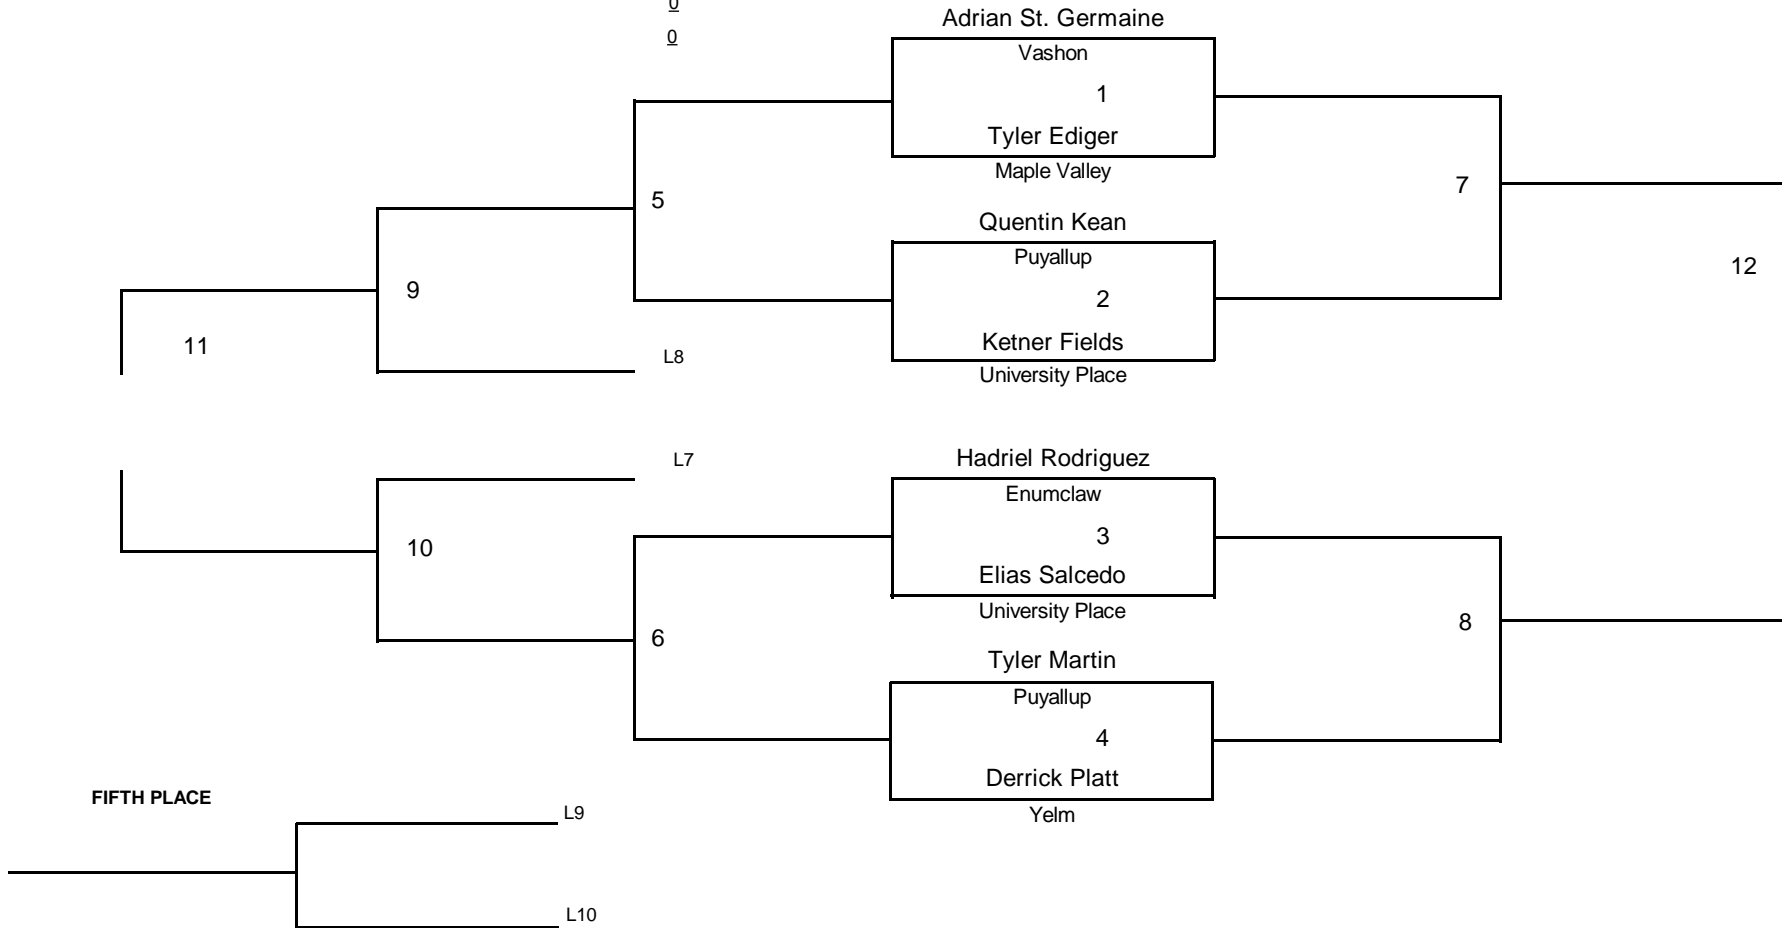 0
0
Adrian St. Germaine
Vashon
1
Tyler Ediger
Maple Valley
5
7
Quentin Kean
Puyallup
2
Ketner Fields
University Place
9
12
11
L8
L7
Hadriel Rodriguez
Enumclaw
3
Elias Salcedo
University Place
10
6
8
Tyler Martin
Puyallup
4
Derrick Platt
Yelm
FIFTH PLACE
L9
L10